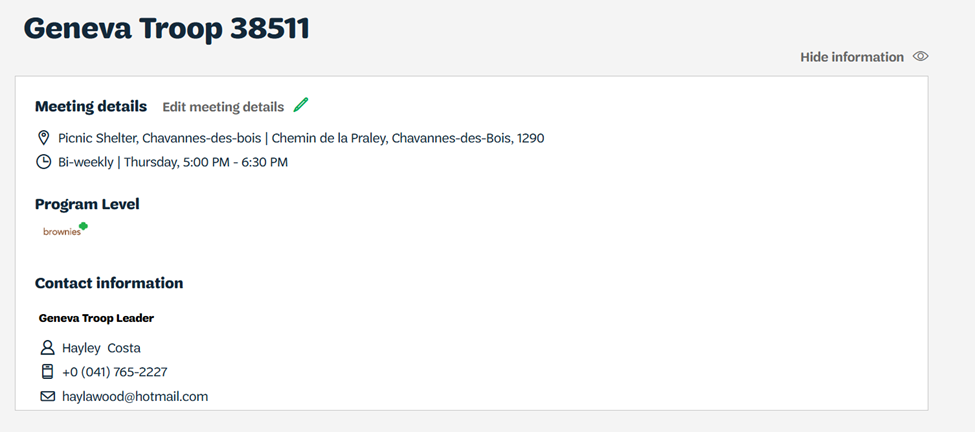 Geneva Troop 38511
Hide information
Meeting details Edit meeting details
Picnic Shelter, Chavannes-des-bois | Chemin de la Praley, Chavannes-des-Bois, 1290
Bi-weekly | Thursday, 5:00 PM - 6:30 PM
Program Level
brownies
Contact information
Geneva Troop Leader
Hayley Costa
+0 (041) 765-2227
haylawood@hotmail.com